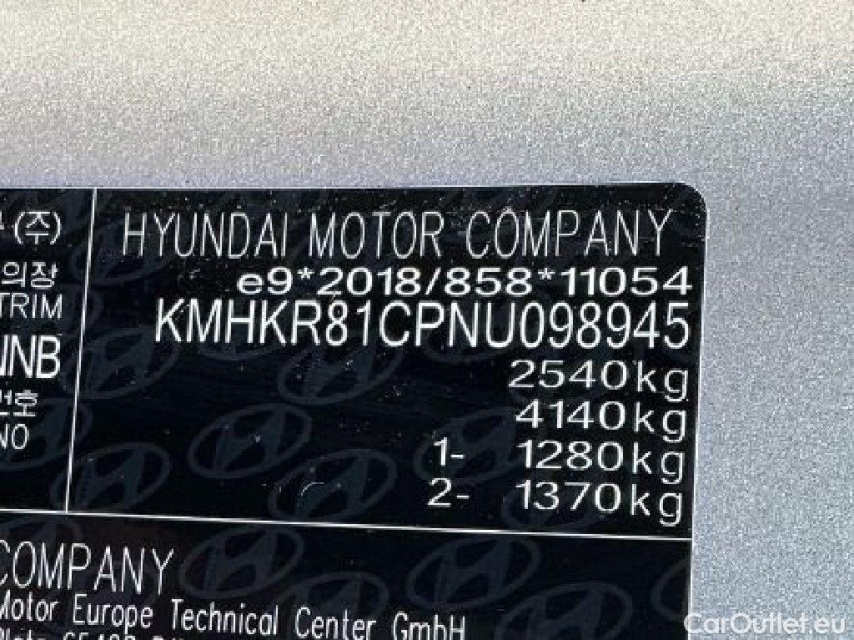 (주)
의장
TRIM
NNB
번호
NO
HYUNDAI MOTOR COMPANY
e9*2018/858*11054
KMHKR81CPNU098945
2540kg
4140kg
1- 1280kg
2- 1370kg
COMPANY
Motor Europe Technical Center GmbH
CarOutlet.eu